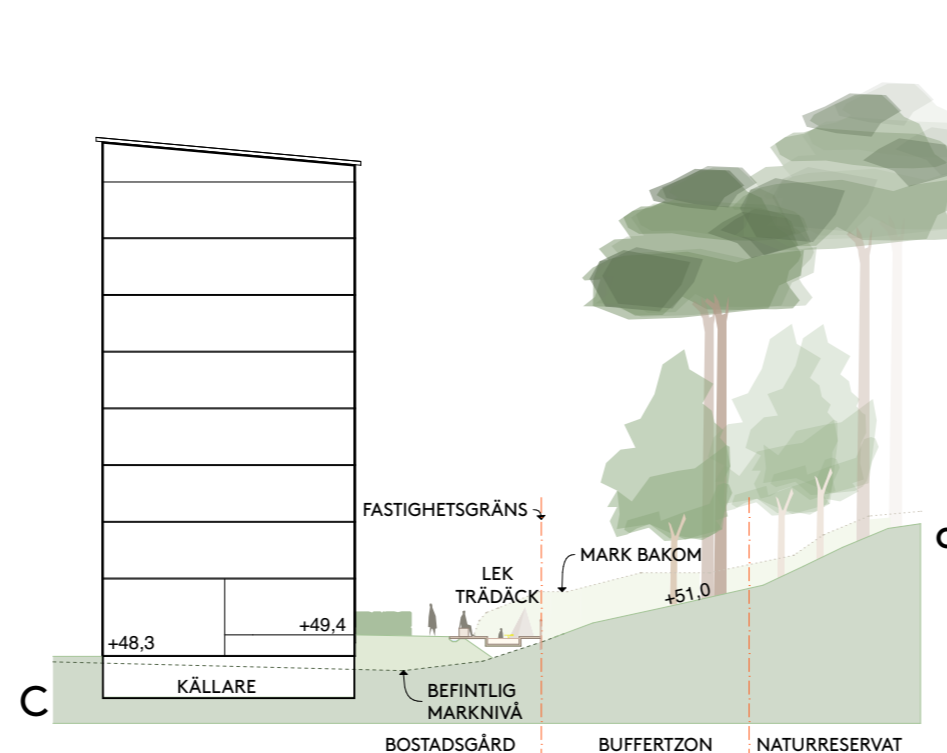 FASTIGHETSGRÄNS
MARK BAKOM
LEK
TRÄDÄCK
+51,0
+49,4
+48,3
KÄLLARE
C
BEFINTLIG
MARKNIVÅ
BOSTADSGÅRD
BUFFERTZON
NATURRESERVAT